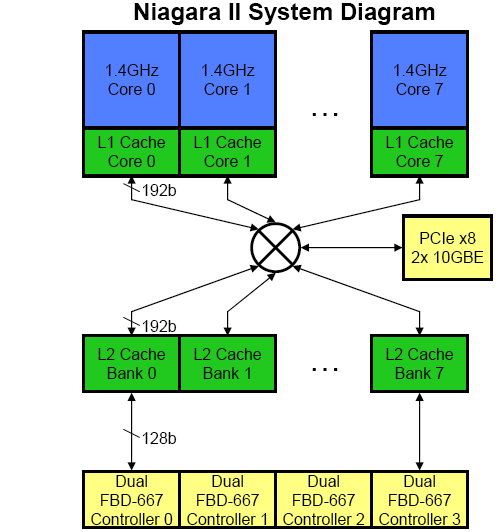 Niagara II System Diagram
1.4GHz
Core 0
1.4GHz
Core 1
...
1.4GHz
Core 7
L1 Cache
Core 0
L1 Cache
Core 1
L1 Cache
Core 7
192b
PCIe x8
2x 10GBE
192b
L2 Cache
Bank 0
L2 Cache
Bank 1
...
L2 Cache
Bank 7
128b
Dual
FBD-667
Controller 0
Dual
FBD-667
Controller 1
Dual
FBD-667
Controller 2
Dual
FBD-667
Controller 3